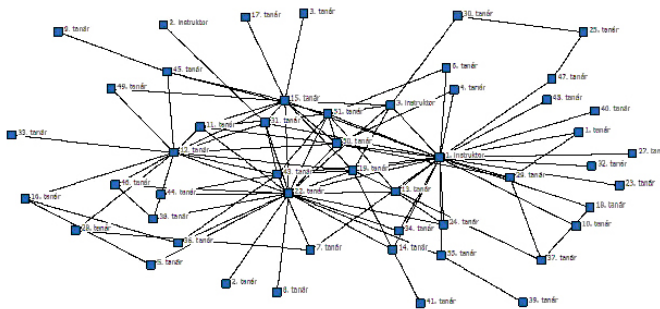 17. tanár
3. tanár
30. tanár
2. instruktor
9. tanár
25. tanár
6. tanár
45. tanár
47. tanár
49. tanár
4. tanár
15. tanár
48. tanár
3. instruktor
40. tanár
51. tanár
31. tanár
11. tanár
1. tanár
33. tanár
12. tanár
1. instruktor
27. tanár
32. tanár
19. tanár
43. tanár
29. tanár
46. tanár
23. tanár
44. tanár
22. tanár
13. tanár
16. tanár
18. tanár
38. tanár
24. tanár
10. tanár
28. tanár
34. tanár
36. tanár
7. tanár
14. tanár
35. tanár
37. tanár
5. tanár
2. tanár
8. tanár
41. tanár
39. tanár